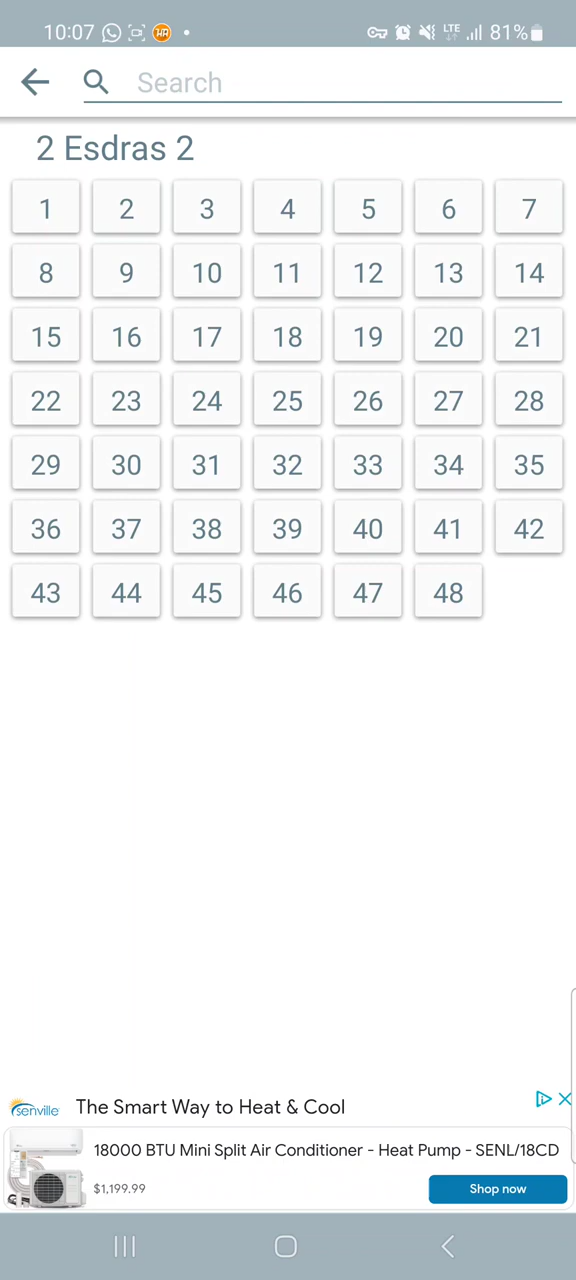 10:07 LTE 81%
Search
2 Esdras 2
1 2 3 4 5 6 7
8 9 10 11 12 13 14
15 16 17 18 19 20 21
22 23 24 25 26 27 28
29 30 31 32 33 34 35
36 37 38 39 40 41 42
43 44 45 46 47 48
senville The Smart Way to Heat & Cool
18000 BTU Mini Split Air Conditioner - Heat Pump - SENL/18CD
$1,199.99 Shop now